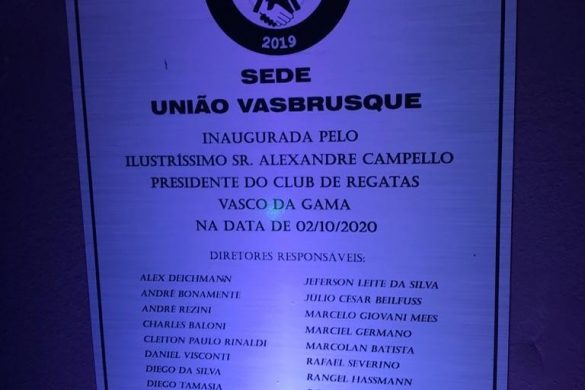 2019
SEDE
UNIÃO VASBRUSQUE
INAUGURADA PELO
ILUSTRÍSSIMO SR. ALEXANDRE CAMPELLO
PRESIDENTE DO CLUB DE REGATAS
VASCO DA GAMA
NA DATA DE 02/10/2020
DIRETORES RESPONSÁVEIS:
ALEX DEICHMANN
ANDRÉ BONAMENTE
ANDRE REZINI
CHARLES BALONI
CLEITON PAULO RINALDI
DANIEL VISCONTI
DIEGO DA SILVA
DIEGO TAMASIA
JEFERSON LEITE DA SILVA
JULIO CESAR BEILFUSS
MARCELO GIOVANI MEES
MARCIEL GERMANO
MARCOLAN BATISTA
RAFAEL SEVERINO
RANGEL HASSMANN